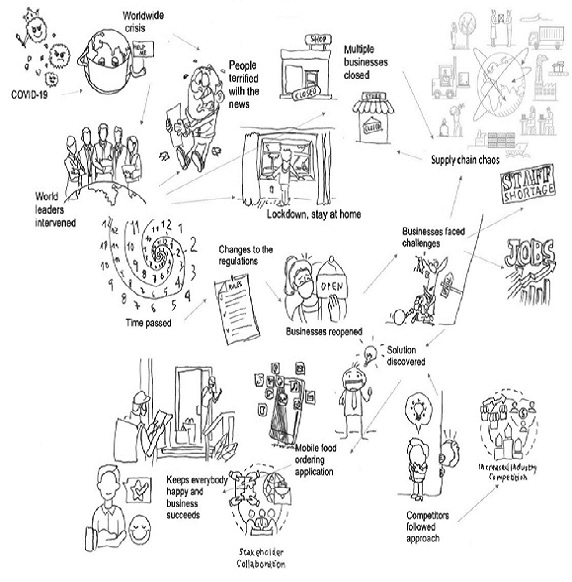 Worldwide
crisis
HELP
ME
COVID-19
People
terrified
with the
news
SHOP
CLOSED
Multiple
businesses
closed
STORE
CLOSED
Supply chain chaos
World
leaders
intervened
Lockdown, stay at home
STAFF
SHORTAGE
Time passed
Changes to the
regulations
RULES
OPEN
Businesses reopened
Businesses faced
challenges
JOBS
Solution
discovered
Mobile food
ordering
application
Keeps everybody
happy and
business
succeeds
Stakeholder
Collaboration
Competitors
followed
approach
Increased Industry
Competition